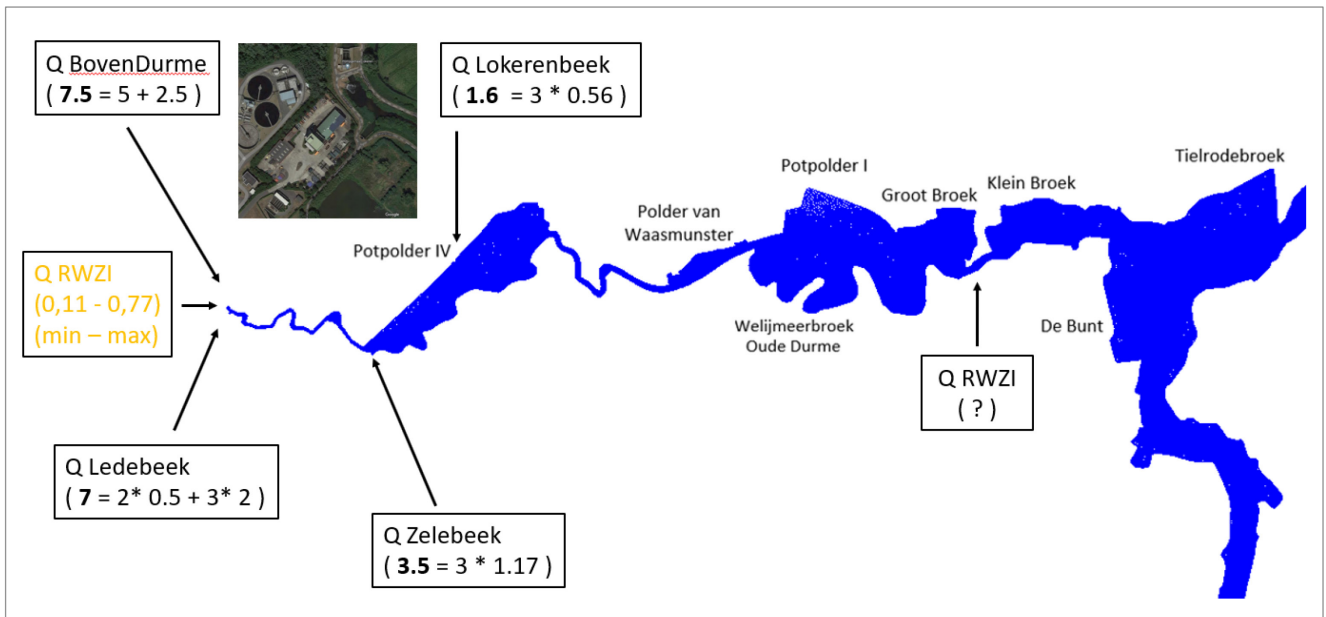 Q BovenDurme
( 7.5 = 5 + 2.5 )
Q Lokerenbeek
( 1.6 = 3 * 0.56 )
Google
Q RWZI
(0,11 - 0,77)
(min – max)
Q Ledebeek
( 7 = 2* 0.5 + 3* 2 )
Q Zelebeek
( 3.5 = 3 * 1.17 )
Potpolder IV
Polder van
Waasmunster
Potpolder I
Welijmeerbroek
Oude Durme
Groot Broek
Klein Broek
Tielrodebroek
De Bunt
Q RWZI
( ? )